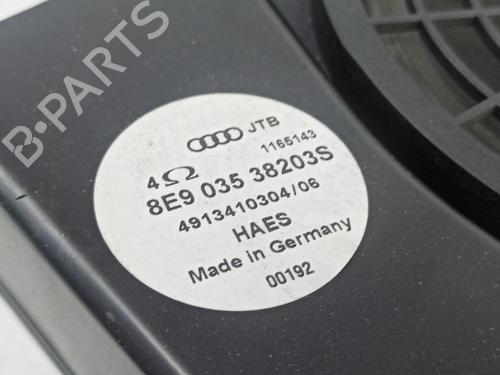 B-PARTS
JTB
1165143
4Ω
8E9 035 38203S
4913410304/06
HAES
Made in Germany
00192